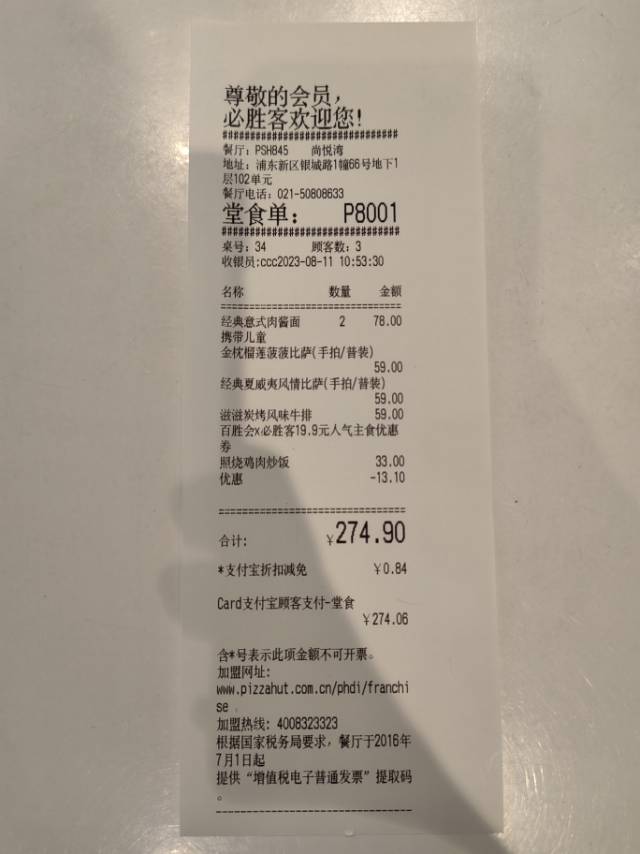 尊敬的会员,
必胜客欢迎您!
##################################
餐厅: PSH845 尚悦湾
地址: 浦东新区银城路1幢66号地下1
层102单元
餐厅电话: 021-50808633
堂食单: P8001
##################################
桌号: 34 顾客数: 3
收银员:ccc2023-08-11 10:53:30
名称 数量 金额
==================================
经典意式肉酱面 2 78.00
携带儿童
金枕榴莲菠菠比萨(手拍/普装)
59.00
经典夏威夷风情比萨(手拍/普装)
59.00
滋滋炭烤风味牛排 59.00
百胜会x必胜客19.9元人气主食优惠
券
照烧鸡肉炒饭 33.00
优惠 -13.10
==================================
合计: ¥274.90
*支付宝折扣减免 ¥0.84
Card支付宝顾客支付-堂食
¥274.06
含*号表示此项金额不可开票。
加盟网址:
www.pizzahut.com.cn/phdi/franchi
se
加盟热线: 4008323323
根据国家税务局要求, 餐厅于2016年
7月1日起
提供“增值税电子普通发票”提取码
。
----------------------------------